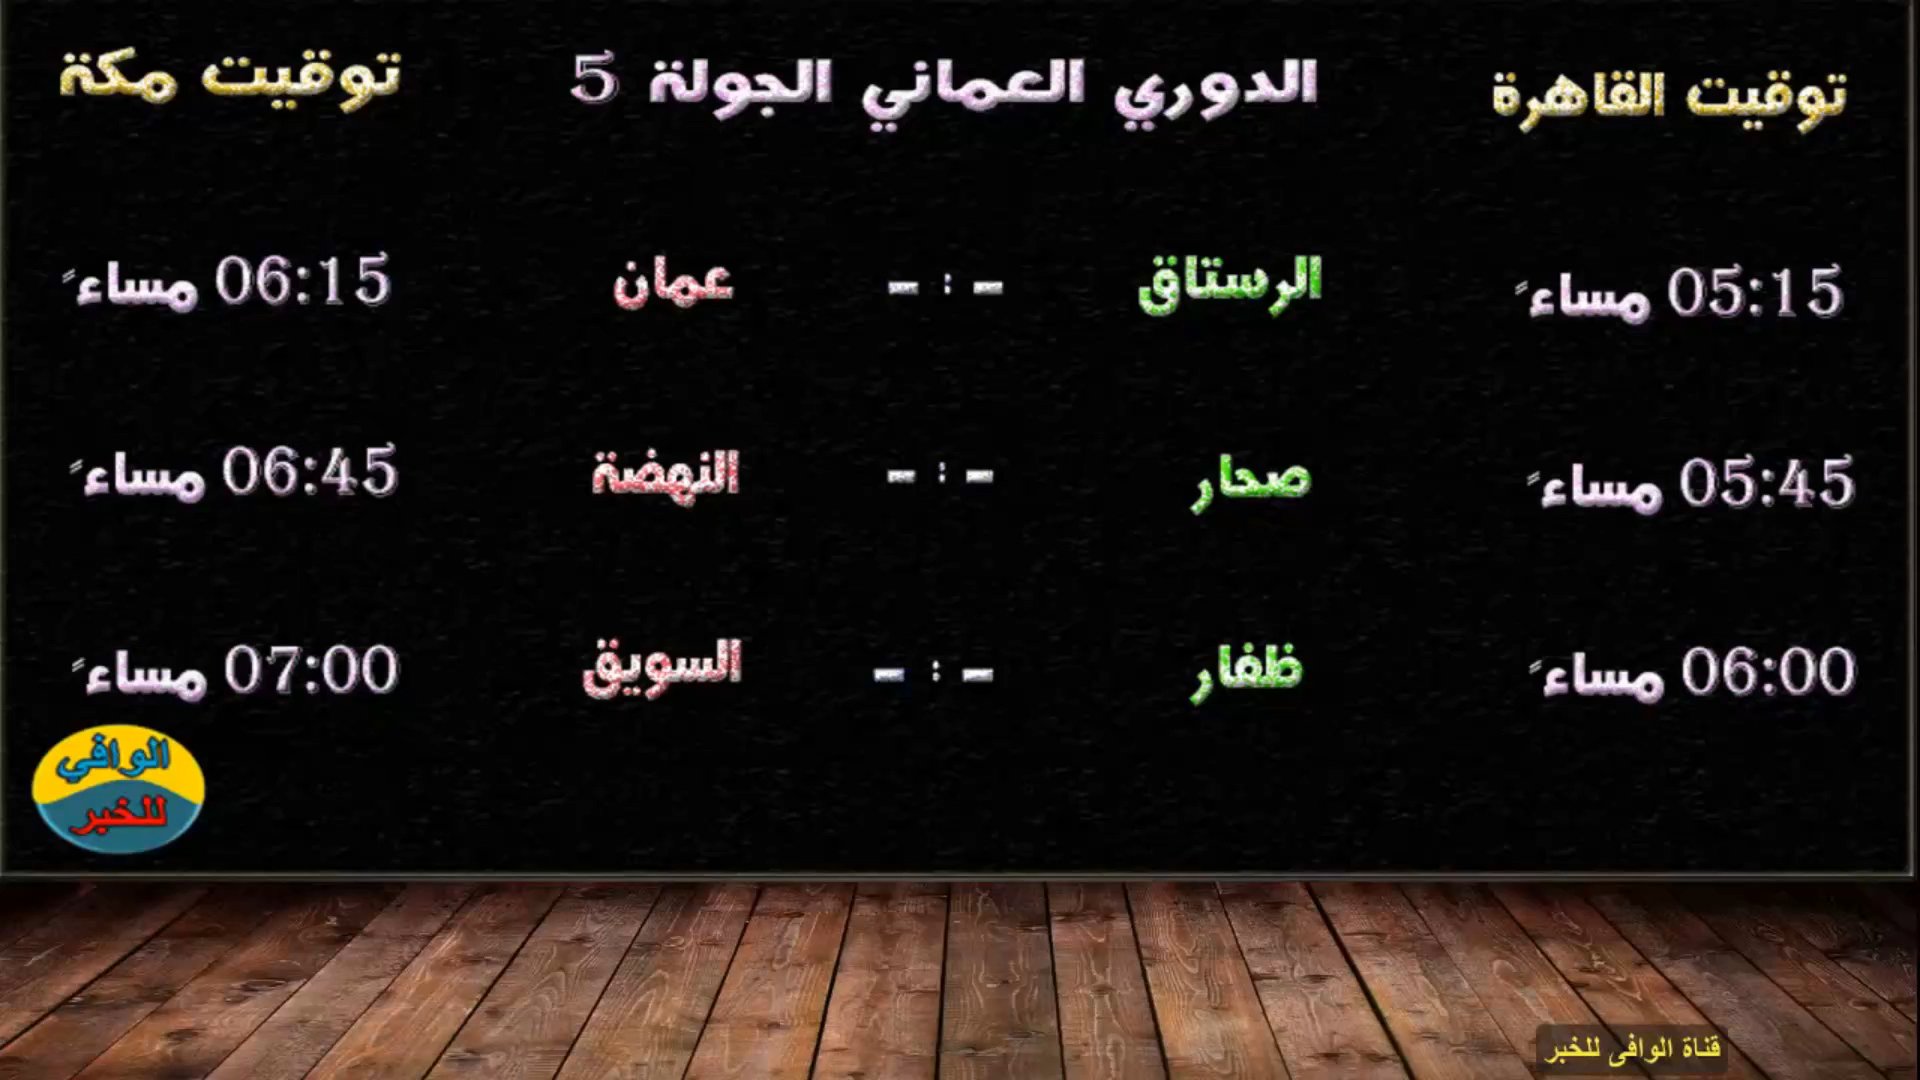 توقيت القاهرة الدوري العماني الجولة 5 توقيت مكة
05:15 مساءً الرستاق - : - عمان 06:15 مساءً
05:45 مساءً صحار - : - النهضة 06:45 مساءً
06:00 مساءً ظفار - : - السويق 07:00 مساءً
الوافي
للخبر
قناة الوافى للخبر